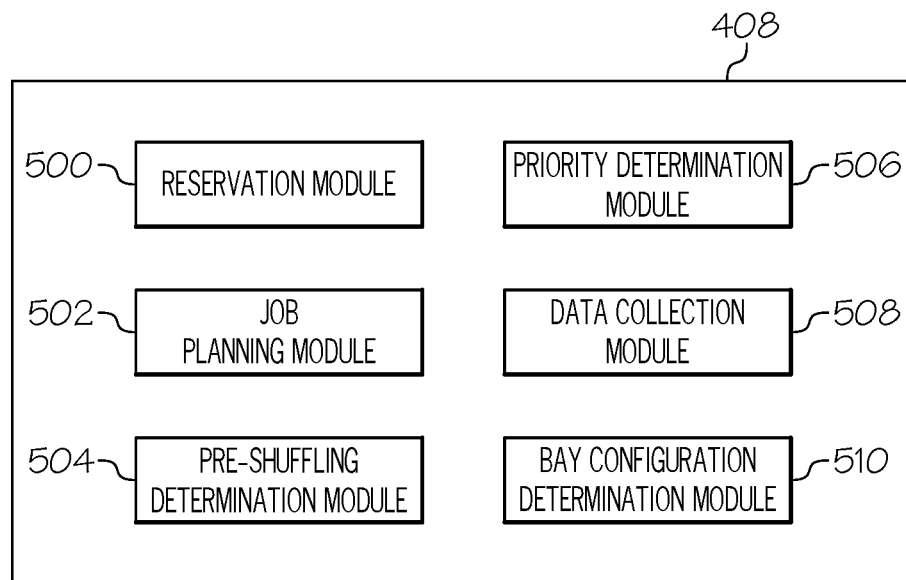 408
500
RESERVATION MODULE
PRIORITY DETERMINATION
MODULE
506
502
JOB
PLANNING MODULE
DATA COLLECTION
MODULE
508
504
PRE-SHUFFLING
DETERMINATION MODULE
BAY CONFIGURATION
DETERMINATION MODULE
510